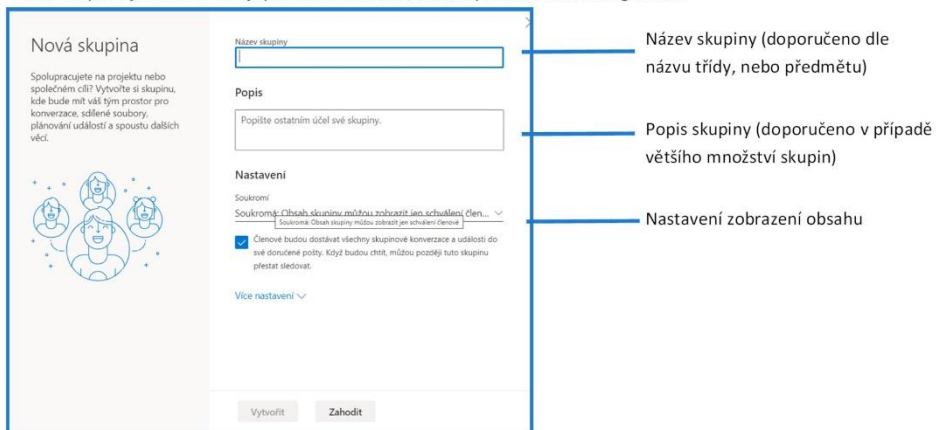 Nová skupina
Spolupracujete na projektu nebo
společném cíli? Vytvořte si skupinu,
kde bude mít váš tým prostor pro
konverzace, sdílené soubory,
plánování událostí a spoustu dalších
věcí.
Název skupiny
Popis
Popište ostatním účel své skupiny.
Nastavení
Soukromí
Soukromá: Obsah skupiny můžou zobrazit jen schválení člen...
Soukromá: Obsah skupiny můžou zobrazit jen schválení členové
Členové budou dostávat všechny skupinové konverzace a události do
své doručené pošty. Když budou chtít, můžou později tuto skupinu
přestat sledovat.
Více nastavení
Vytvořit
Zahodit
Název skupiny (doporučeno dle
názvu třídy, nebo předmětu)
Popis skupiny (doporučeno v případě
většího množství skupin)
Nastavení zobrazení obsahu